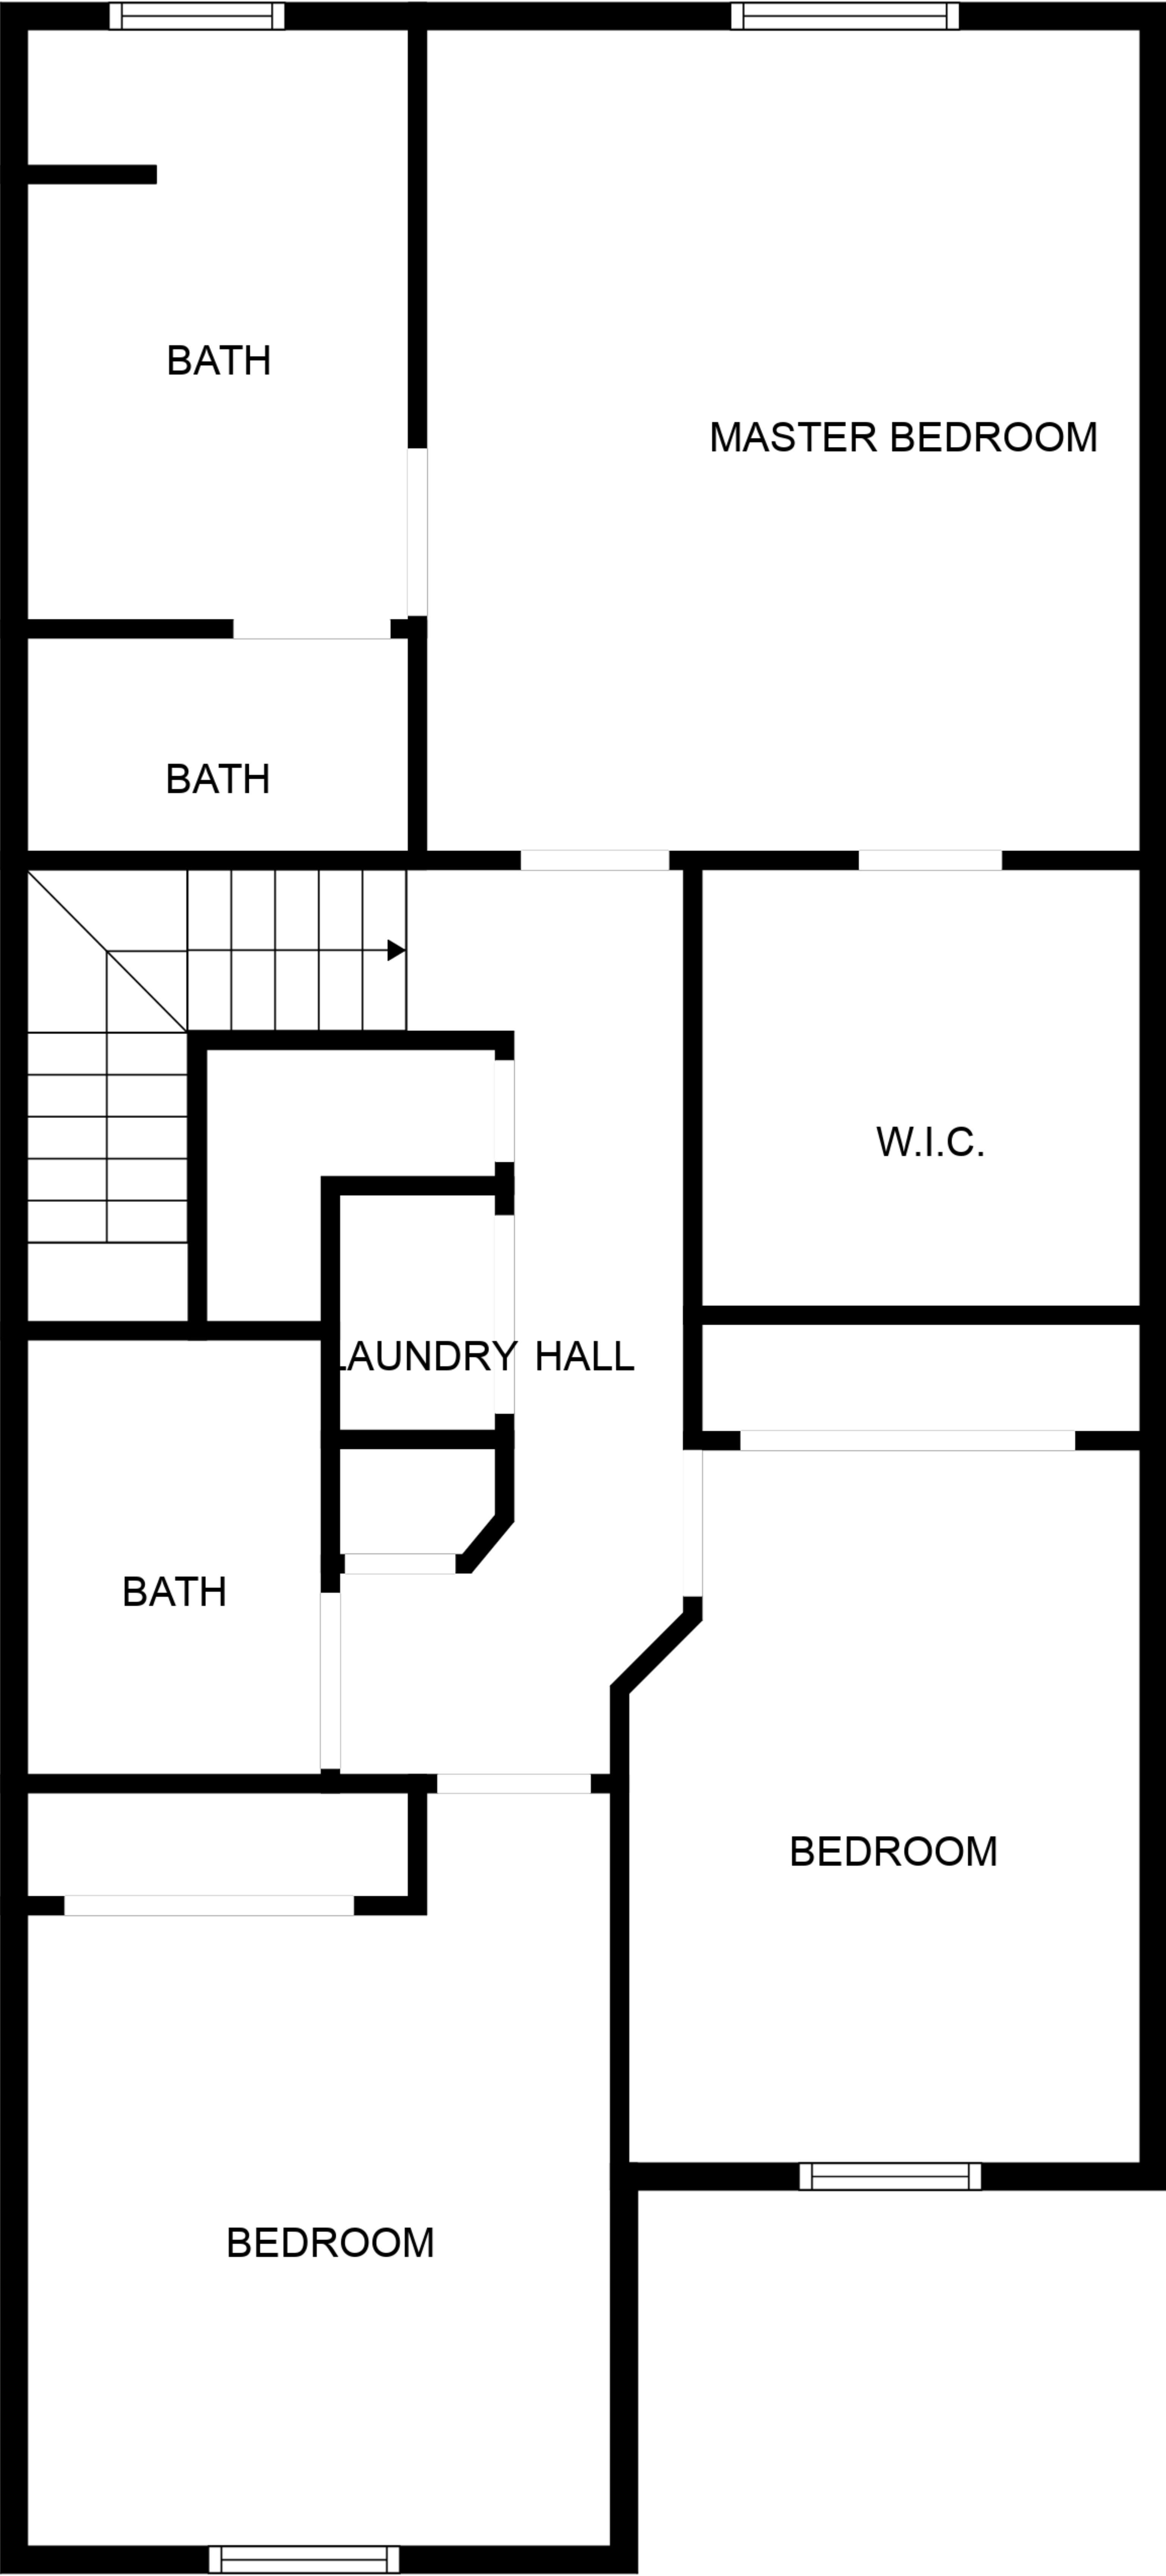 BATH
MASTER BEDROOM
BATH
W.I.C.
LAUNDRY HALL
BATH
BEDROOM
BEDROOM